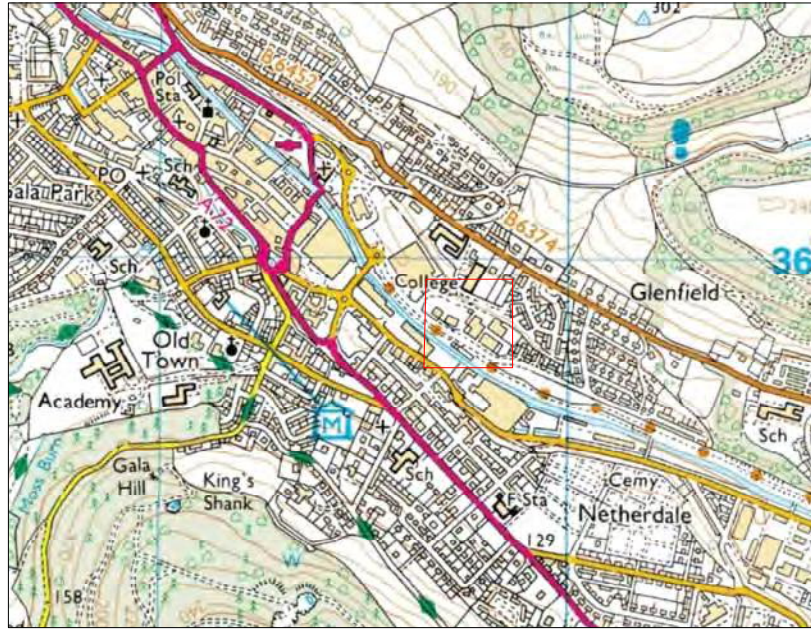 302
B6452
190
Pol
Sta
PO
Sch
Gala Park
A 72
B6374
Sch
College
36
Glenfield
Old
Town
Academy
M
Moss Burn
Gala
Hill
King's
Shank
Sch
Sch
F Sta
Cemy
Netherdale
129
W
158